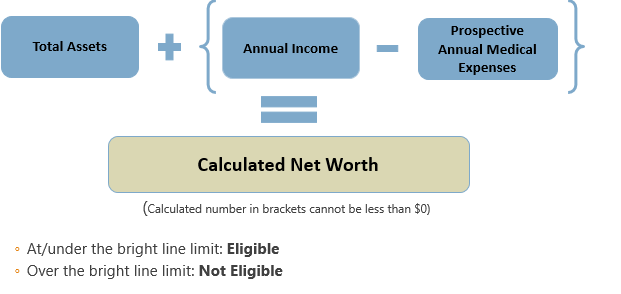 Total Assets + { Annual Income − Prospective
Annual Medical
Expenses }
=
Calculated Net Worth
(Calculated number in brackets cannot be less than $0)
◦ At/under the bright line limit: Eligible
◦ Over the bright line limit: Not Eligible